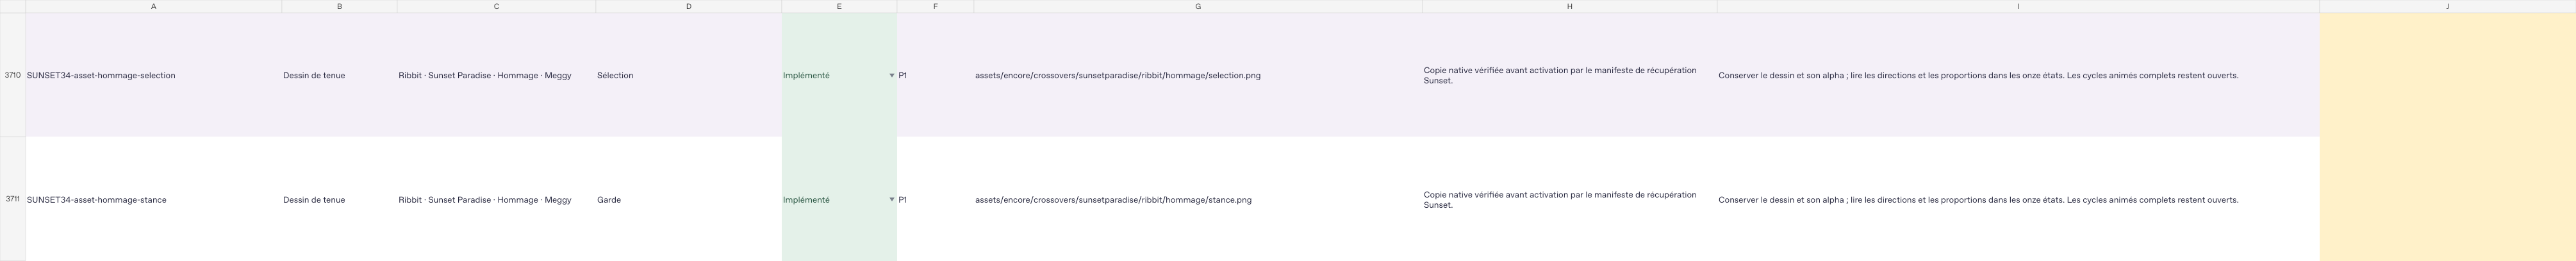 A B C D E F G H I J
3710 SUNSET34-asset-hommage-selection Dessin de tenue Ribbit · Sunset Paradise · Hommage · Meggy Sélection Implémenté P1 assets/encore/crossovers/sunsetparadise/ribbit/hommage/selection.png Copie native vérifiée avant activation par le manifeste de récupération
Sunset. Conserver le dessin et son alpha ; lire les directions et les proportions dans les onze états. Les cycles animés complets restent ouverts.
3711 SUNSET34-asset-hommage-stance Dessin de tenue Ribbit · Sunset Paradise · Hommage · Meggy Garde Implémenté P1 assets/encore/crossovers/sunsetparadise/ribbit/hommage/stance.png Copie native vérifiée avant activation par le manifeste de récupération
Sunset. Conserver le dessin et son alpha ; lire les directions et les proportions dans les onze états. Les cycles animés complets restent ouverts.